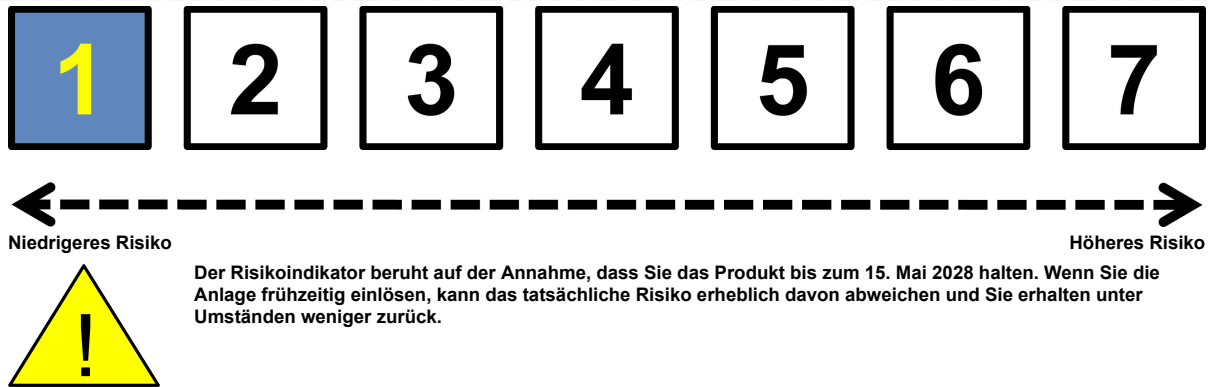 1 2 3 4 5 6 7
Niedrigeres Risiko Höheres Risiko
!
Der Risikoindikator beruht auf der Annahme, dass Sie das Produkt bis zum 15. Mai 2028 halten. Wenn Sie die
Anlage frühzeitig einlösen, kann das tatsächliche Risiko erheblich davon abweichen und Sie erhalten unter
Umständen weniger zurück.